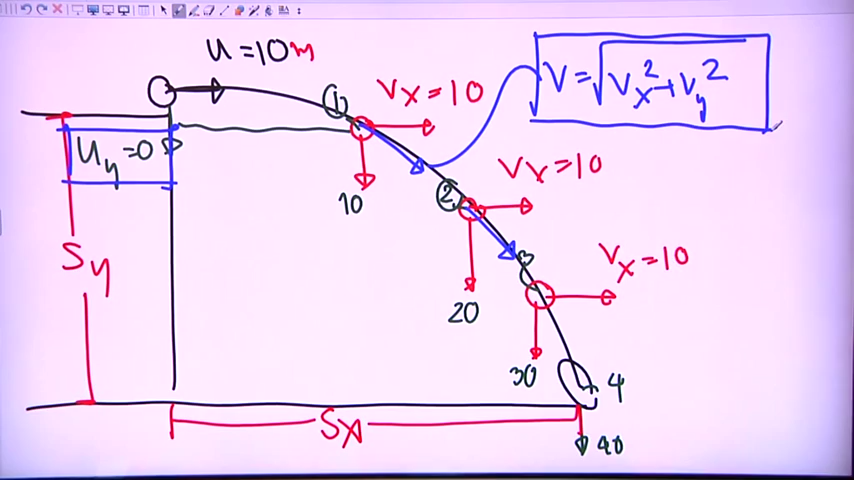 u = 10m
① Vx = 10
V = √Vx² + Vy²
Uy = 0
10
② Vx = 10
Sy
20
3 Vx = 10
30
4
Sx
40